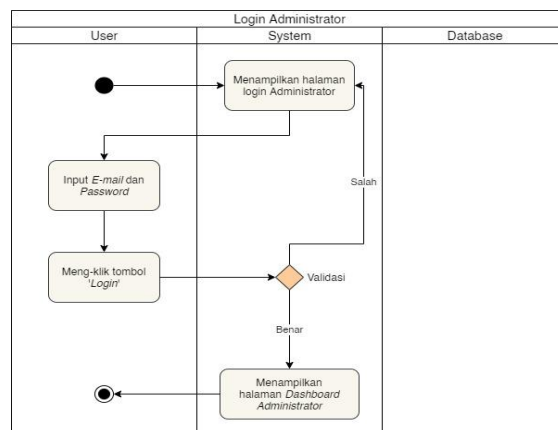 Login Administrator
User
System
Database
Menampilkan halaman
login Administrator
Input E-mail dan
Password
Salah
Meng-klik tombol
'Login'
Validasi
Benar
Menampilkan
halaman Dashboard
Administrator